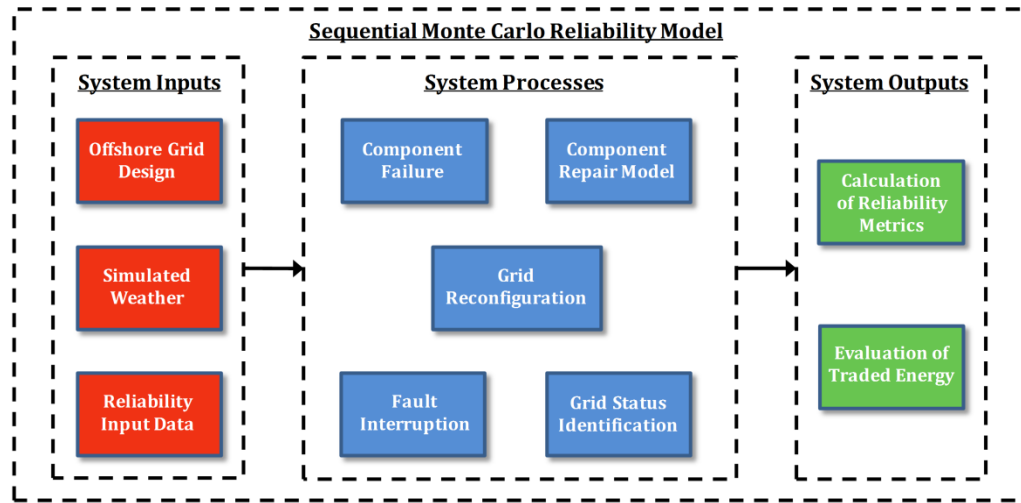 Sequential Monte Carlo Reliability Model
System Inputs
Offshore Grid
Design
Simulated
Weather
Reliability
Input Data
System Processes
Component
Failure
Component
Repair Model
Grid
Reconfiguration
Fault
Interruption
Grid Status
Identification
System Outputs
Calculation
of Reliability
Metrics
Evaluation of
Traded Energy